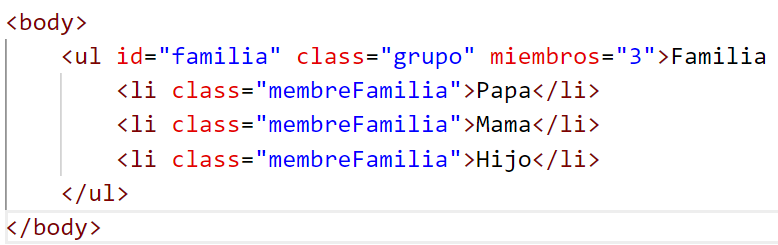 <body>
<ul id="familia" class="grupo" miembros="3">Familia
<li class="membreFamilia">Papa</li>
<li class="membreFamilia">Mama</li>
<li class="membreFamilia">Hijo</li>
</ul>
</body>